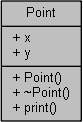 Point
+ x
+ y
+ Point()
+ ~Point()
+ print()